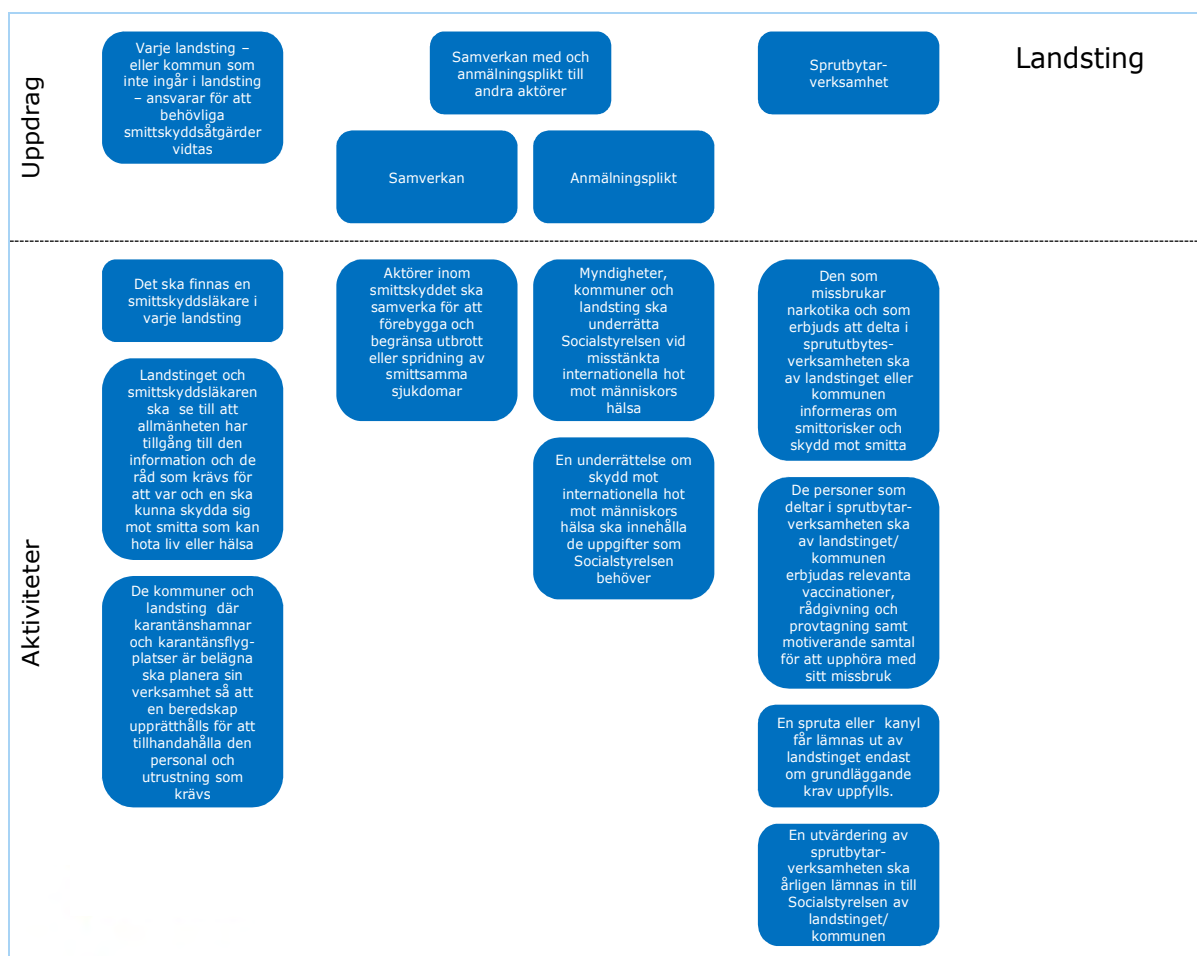 Landsting
Uppdrag
Varje landsting –
eller kommun som
inte ingår i landsting
– ansvarar för att
behövliga
smittskyddsåtgärder
vidtas
Samverkan med och
anmälningsplikt till
andra aktörer
Samverkan
Anmälningsplikt
Sprutbytar-
verksamhet
Aktiviteter
Det ska finnas en
smittskyddsläkare i
varje landsting
Landstinget och
smittskyddsläkaren
ska se till att
allmänheten har
tillgång till den
information och de
råd som krävs för
att var och en ska
kunna skydda sig
mot smitta som kan
hota liv eller hälsa
De kommuner och
landsting där
karantänshamnar
och karantänsflyg-
platser är belägna
ska planera sin
verksamhet så att
en beredskap
upprätthålls för att
tillhandahålla den
personal och
utrustning som
krävs
Aktörer inom
smittskyddet ska
samverka för att
förebygga och
begränsa utbrott
eller spridning av
smittsamma
sjukdomar
Myndigheter,
kommuner och
landsting ska
underrätta
Socialstyrelsen vid
misstänkta
internationella hot
mot människors
hälsa
En underrättelse om
skydd mot
internationella hot
mot människors
hälsa ska innehålla
de uppgifter som
Socialstyrelsen
behöver
Den som
missbrukar
narkotika och som
erbjuds att delta i
sprututbytes-
verksamheten ska
av landstinget eller
kommunen
informeras om
smittorisker och
skydd mot smitta
De personer som
deltar i sprutbytar-
verksamheten ska
av landstinget/
kommunen
erbjudas relevanta
vaccinationer,
rådgivning och
provtagning samt
motiverande samtal
för att upphöra med
sitt missbruk
En spruta eller kanyl
får lämnas ut av
landstinget endast
om grundläggande
krav uppfylls.
En utvärdering av
sprutbytar-
verksamheten ska
årligen lämnas in till
Socialstyrelsen av
landstinget/
kommunen